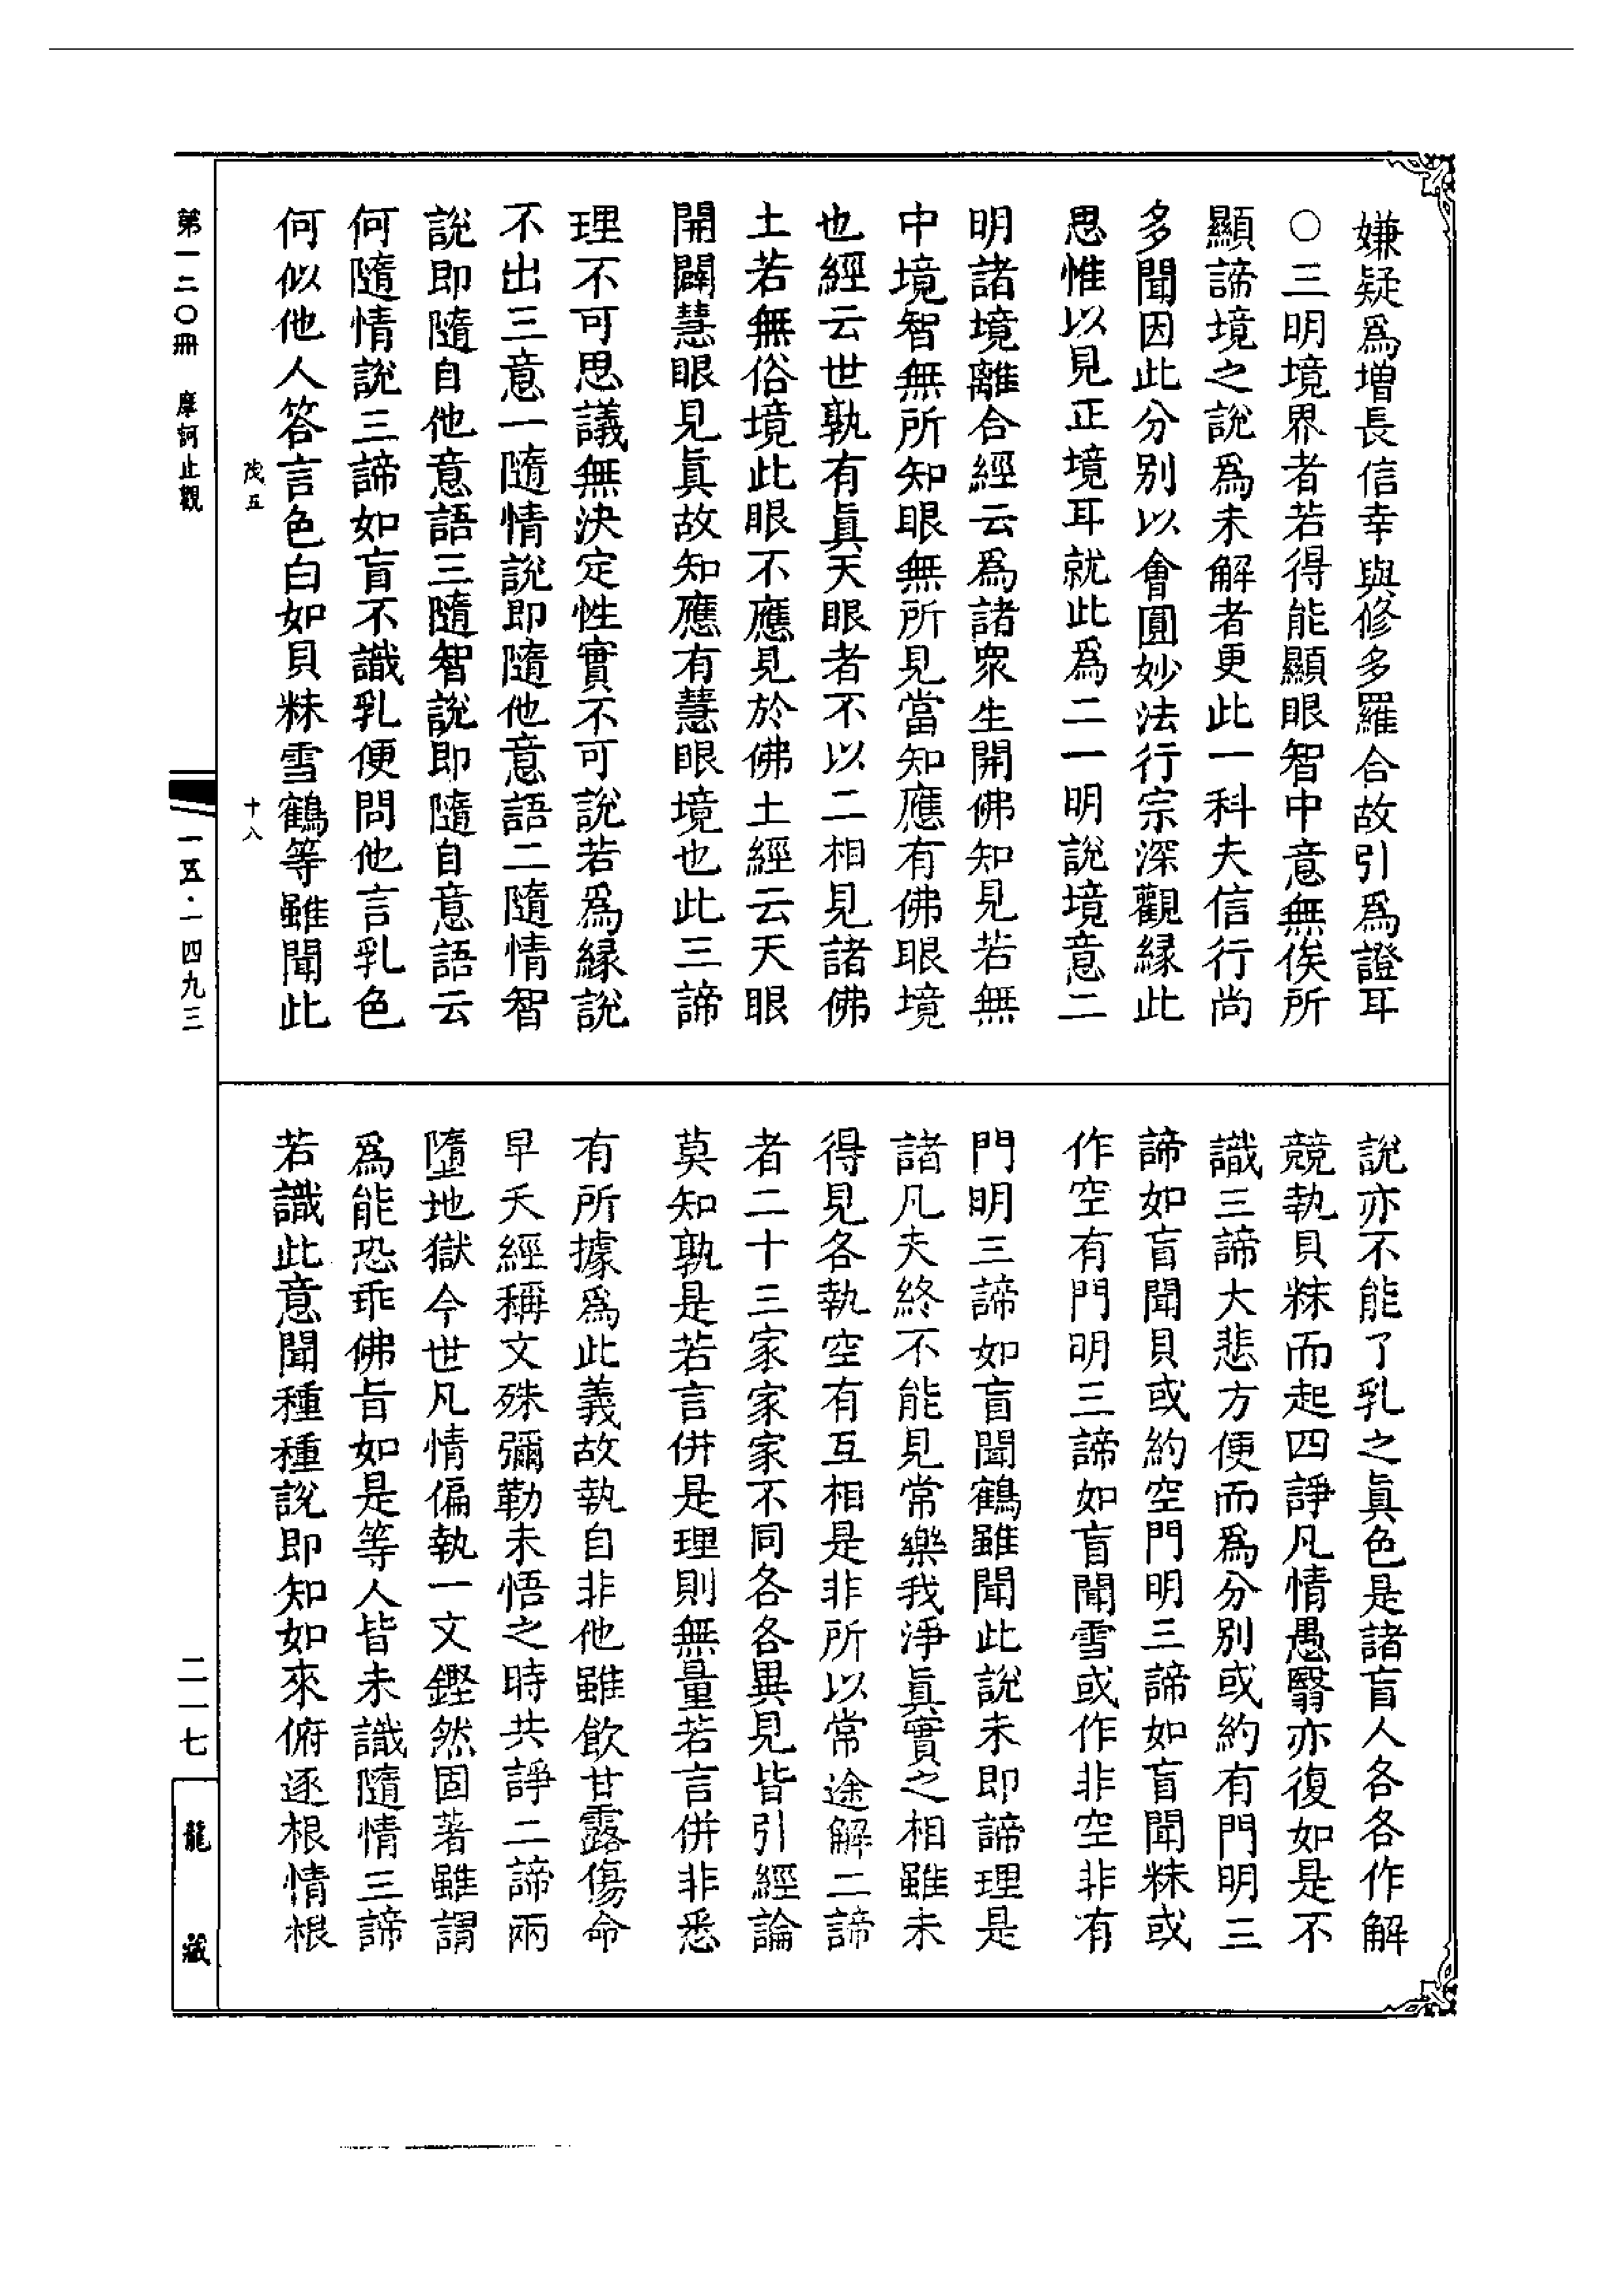 嫌疑爲增長信幸與修多羅合故引爲證耳
○三明境界者若得能顯眼智中意無俟所
顯諦境之說爲未解者更此一科夫信行尚
多聞因此分别以會圓妙法行宗深觀緣此
思惟以見正境耳就此爲二一明說境意二
明諸境離合經云爲諸衆生開佛知見若無
中境智無所知眼無所見當知應有佛眼境
也經云世孰有眞天眼者不以二相見諸佛
土若無俗境此眼不應見於佛土經云天眼
開闢慧眼見眞故知應有慧眼境也此三諦
理不可思議無決定性實不可說若爲緣說
不出三意一隨情說即隨他意語二隨情智
說即隨自他意語三隨智說即隨自意語云
何隨情說三諦如盲不識乳便問他言乳色
何似他人答言色白如貝粖雪鶴等雖聞此
說亦不能了乳之眞色是諸盲人各各作解
競執貝粖而起四諍凡情愚翳亦復如是不
識三諦大悲方便而爲分别或約有門明三
諦如盲聞貝或約空門明三諦如盲聞粖或
作空有門明三諦如盲聞雪或作非空非有
門明三諦如盲聞鶴雖聞此說未即諦理是
諸凡夫終不能見常樂我淨眞實之相雖未
得見各執空有互相是非所以常途解二諦
者二十三家家家不同各各異見皆引經論
莫知孰是若言併是理則無量若言併非悉
有所據爲此義故執自非他雖飲甘露傷命
早夭經稱文殊彌勒未悟之時共諍二諦兩
墮地獄今世凡情偏執一文鏗然固著雖謂
爲能恐乖佛旨如是等人皆未識隨情三諦
若識此意聞種種說即知如來俯逐根情根
茂五
十八
第一二〇冊 摩訶止觀
一五·一四九三
二一七
龍藏